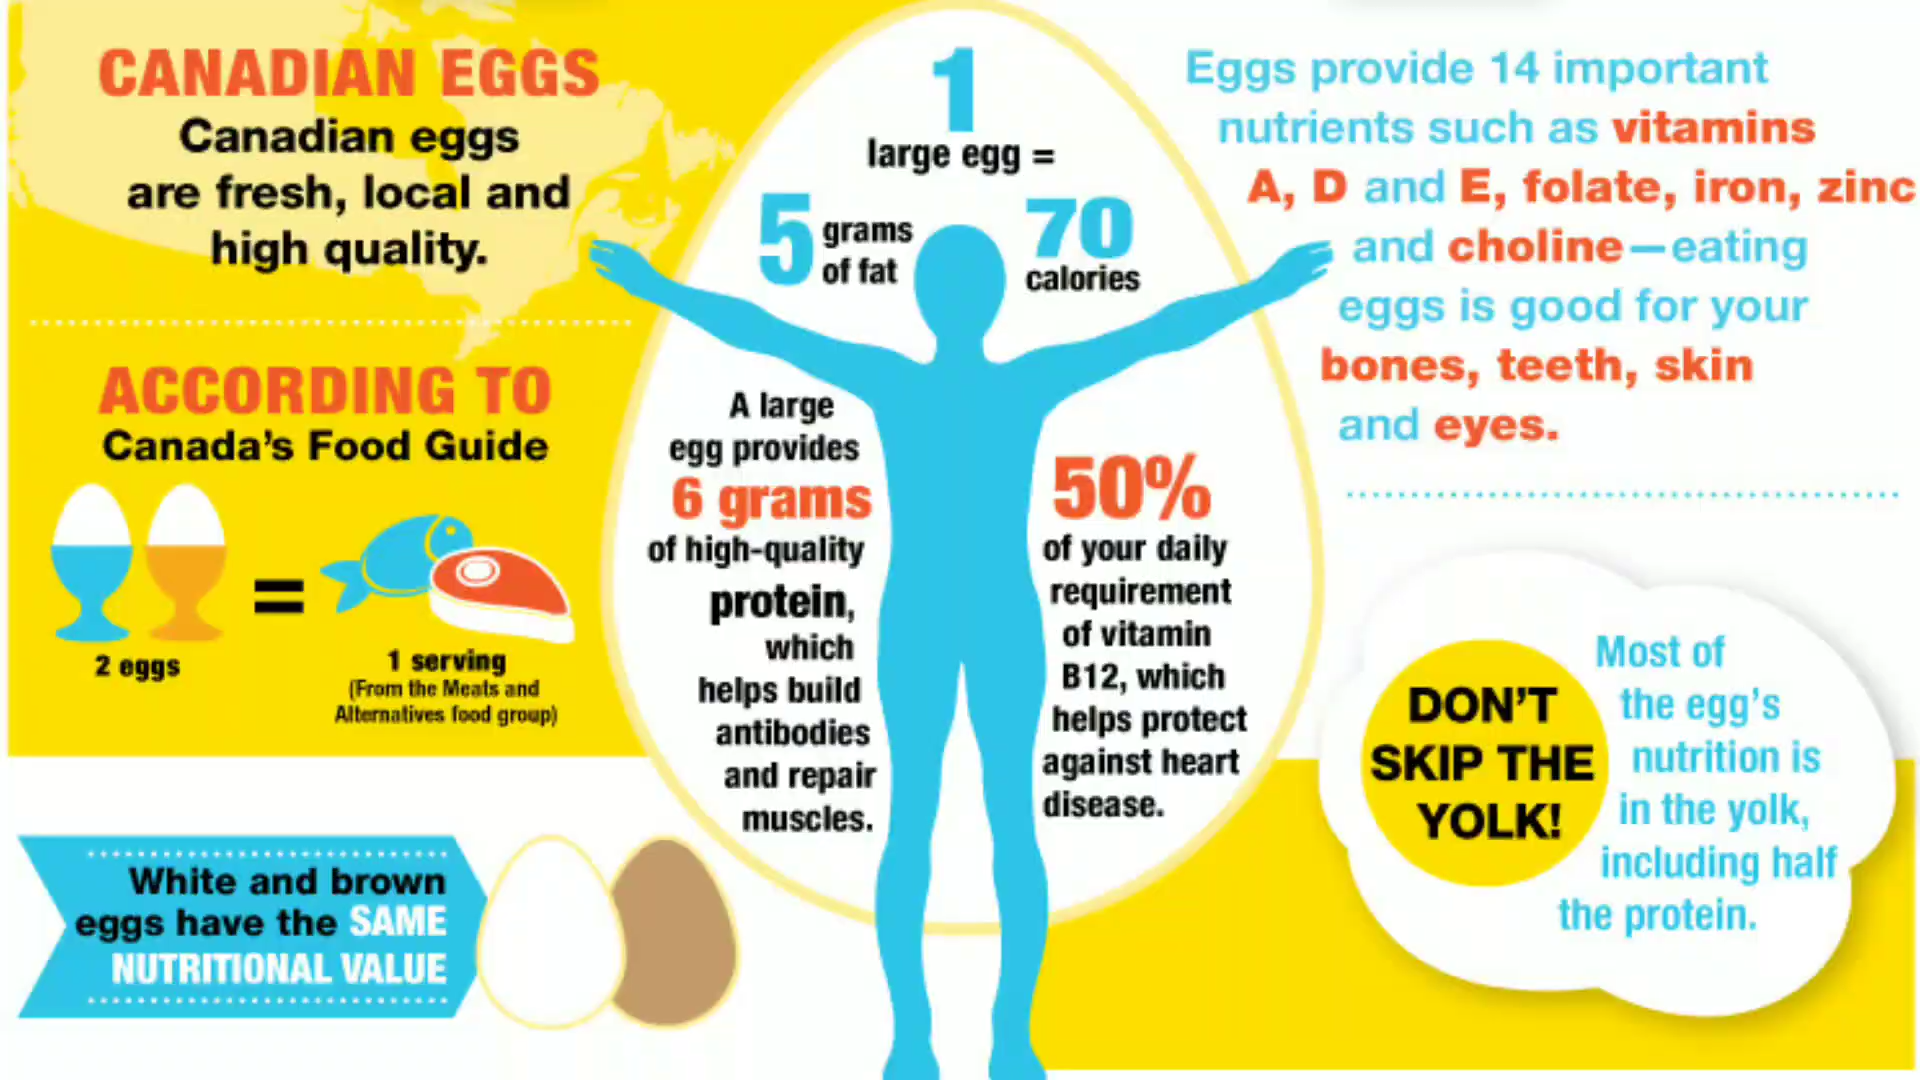 CANADIAN EGGS
Canadian eggs
are fresh, local and
high quality.
ACCORDING TO
Canada's Food Guide
2 eggs
=
1 serving
(From the Meats and
Alternatives food group)
White and brown
eggs have the SAME
NUTRITIONAL VALUE
1
large egg =
5 grams
of fat
70
calories
A large
egg provides
6 grams
of high-quality
protein,
which
helps build
antibodies
and repair
muscles.
50%
of your daily
requirement
of vitamin
B12, which
helps protect
against heart
disease.
Eggs provide 14 important
nutrients such as vitamins
A, D and E, folate, iron, zinc
and choline—eating
eggs is good for your
bones, teeth, skin
and eyes.
DON'T
SKIP THE
YOLK!
Most of
the egg's
nutrition is
in the yolk,
including half
the protein.